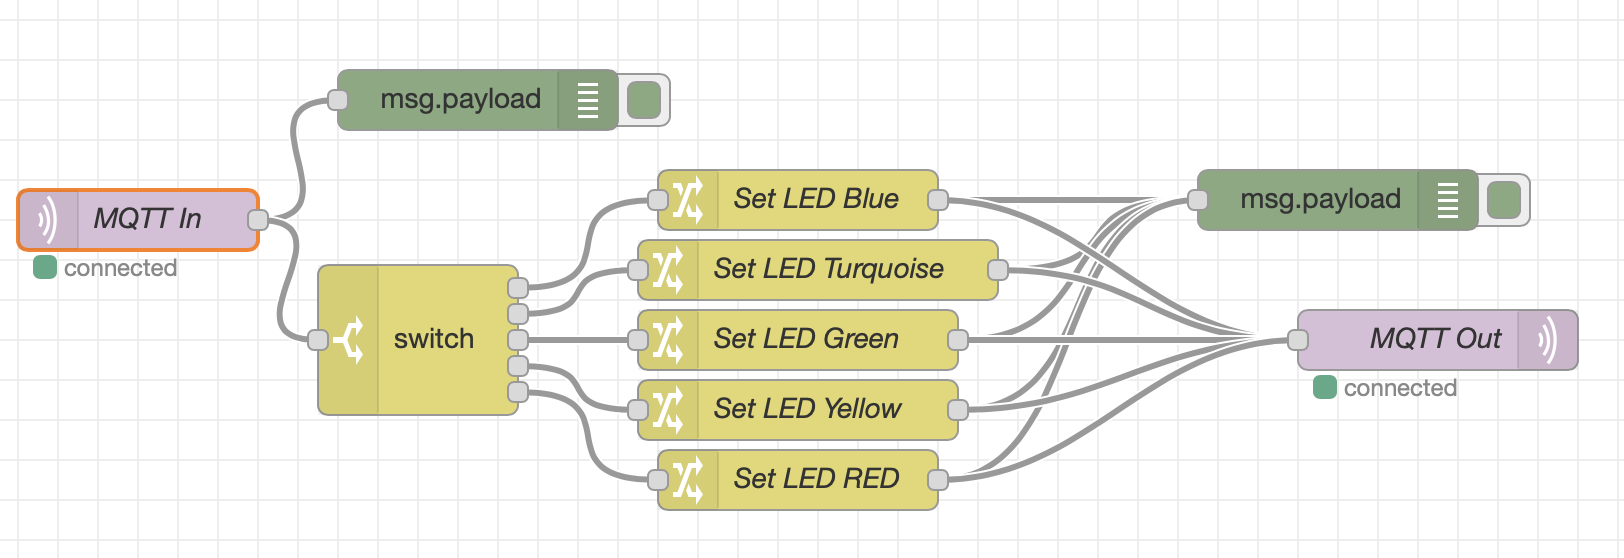 msg.payload
MQTT In
connected
switch
Set LED Blue
Set LED Turquoise
Set LED Green
Set LED Yellow
Set LED RED
msg.payload
MQTT Out
connected